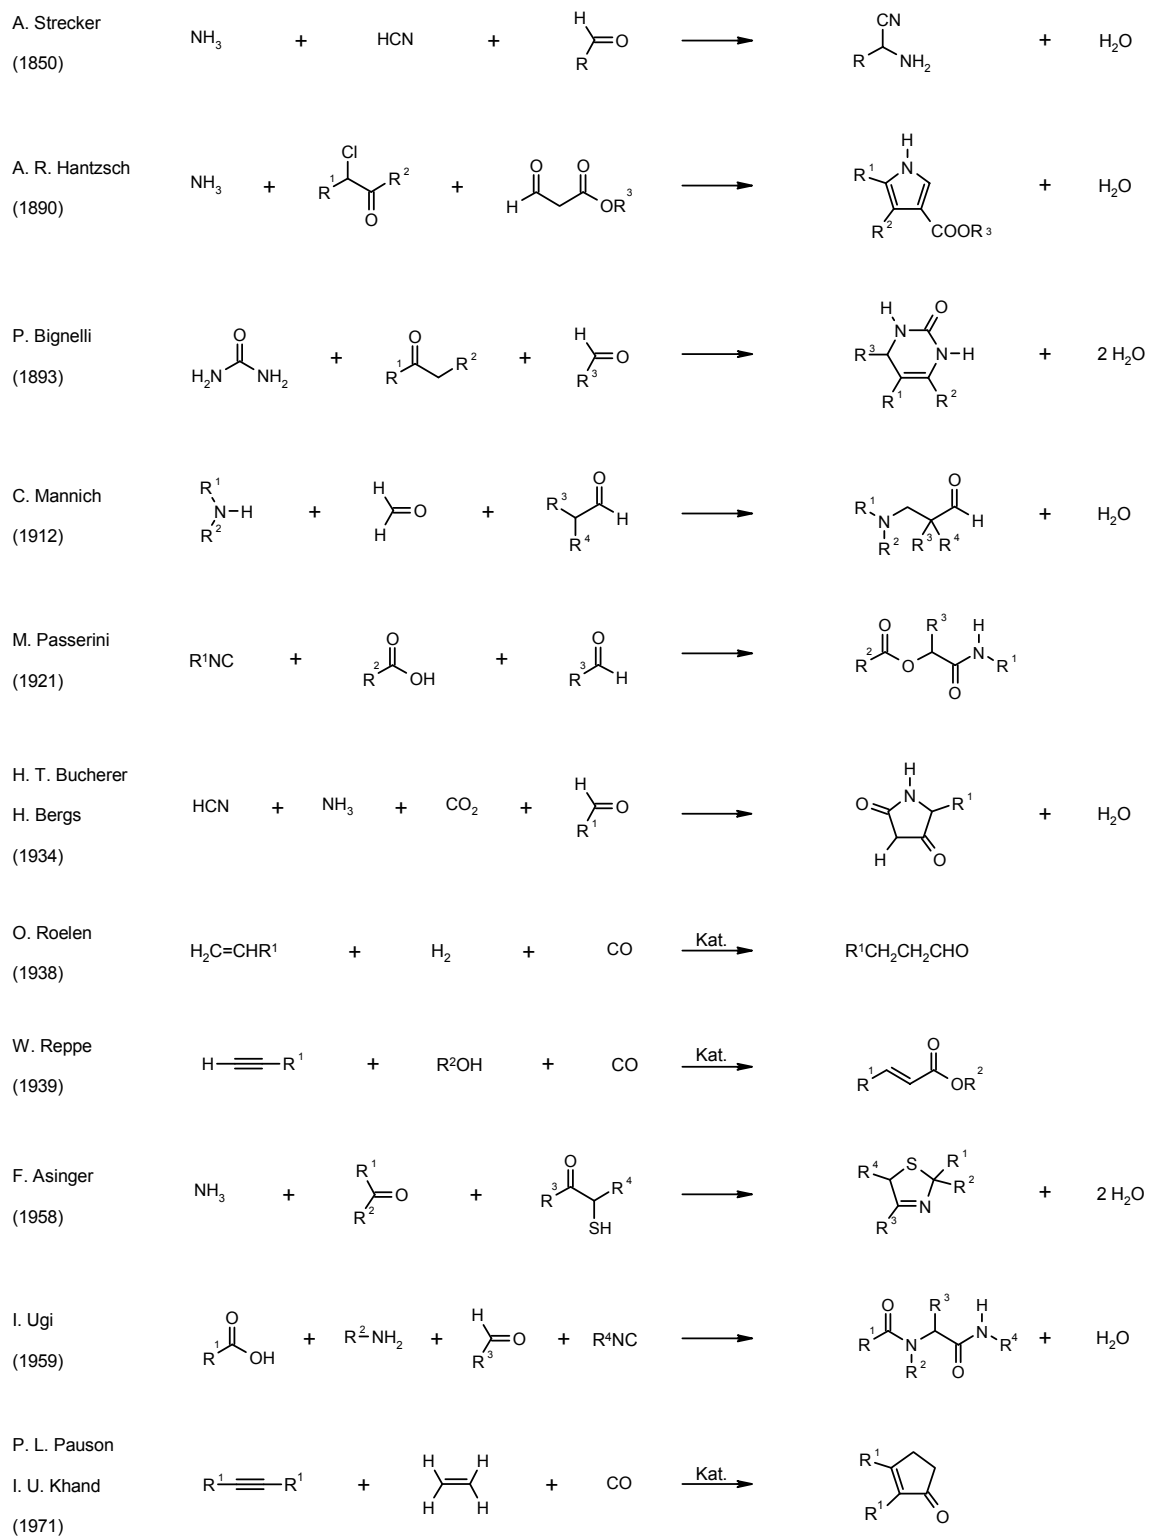 A. Strecker
(1850)
NH₃ + HCN + H O R → CN R NH₂ + H₂O
A. R. Hantzsch
(1890)
NH₃ + Cl R¹ R² O + O O H OR³ → H N R¹ R² COOR³ + H₂O
P. Bignelli
(1893)
O H₂N NH₂ + O R¹ R² + H O R³ → H O N R³ N–H R¹ R² + 2 H₂O
C. Mannich
(1912)
R¹ N–H R² + H O H + O R³ H R⁴ → R¹ N R² O H R³ R⁴ + H₂O
M. Passerini
(1921)
R¹NC + O R² OH + O R³ H → O R³ H R² O N R¹ O
H. T. Bucherer
H. Bergs
(1934)
HCN + NH₃ + CO₂ + H O R¹ → H O N R¹ H O + H₂O
O. Roelen
(1938)
H₂C=CHR¹ + H₂ + CO Kat. → R¹CH₂CH₂CHO
W. Reppe
(1939)
H R¹ + R²OH + CO Kat. → O R¹ OR²
F. Asinger
(1958)
NH₃ + R¹ O R² + O R³ R⁴ SH → R⁴ S R¹ R² N R³ + 2 H₂O
I. Ugi
(1959)
O R¹ OH + R²–NH₂ + H O R³ + R⁴NC → O R³ H R¹ N N R⁴ R² O + H₂O
P. L. Pauson
I. U. Khand
(1971)
R¹ R¹ + H H H H + CO Kat. → R¹ R¹ O